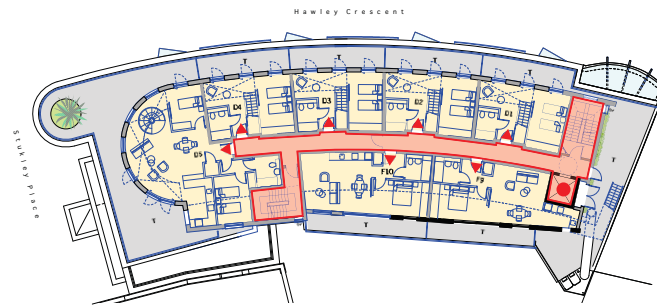 Hawley Crescent
T
T
T
T
D4
D3
D2
D1
D5
T
F10
F9
T
T
T
T
Stukley Place